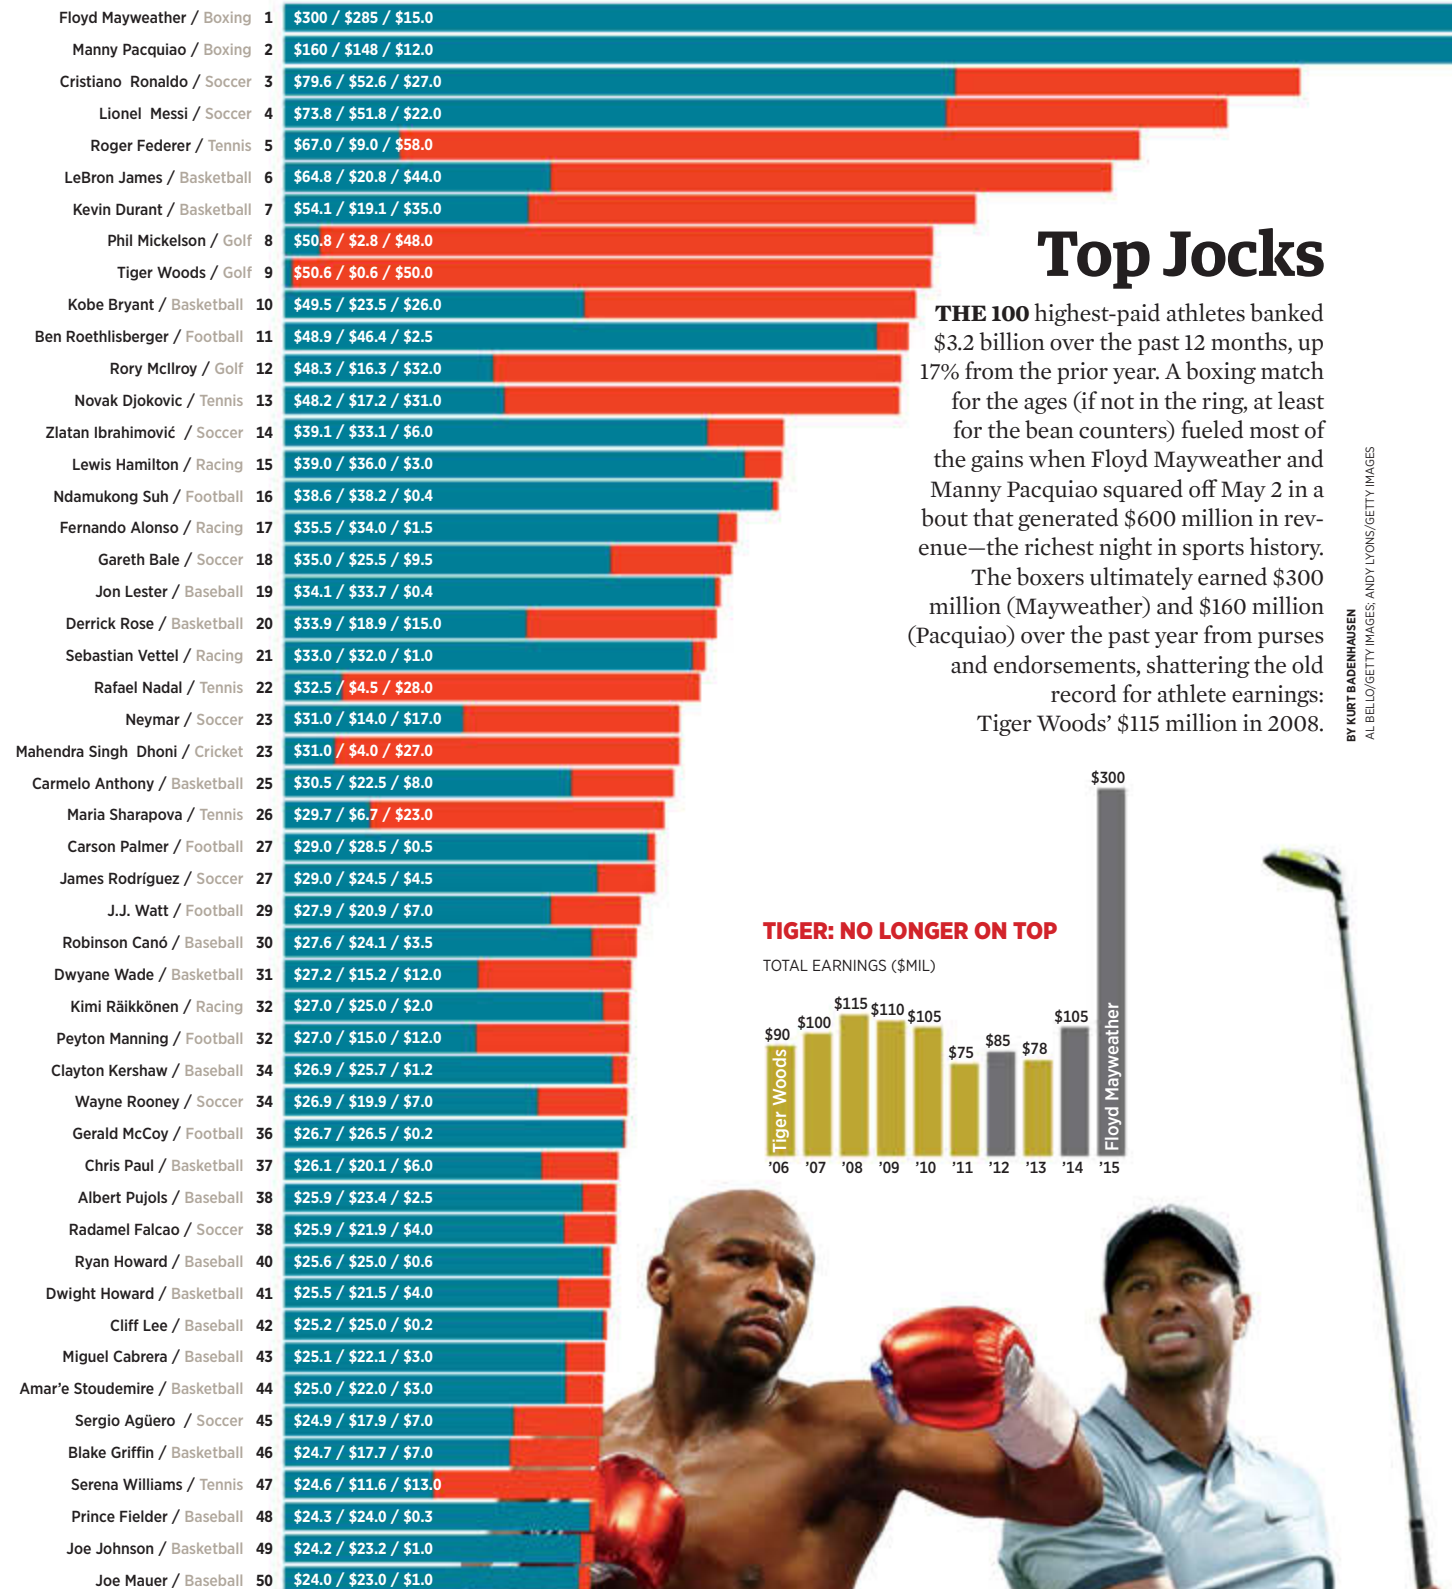 Floyd Mayweather / Boxing 1 $300 / $285 / $15.0
Manny Pacquiao / Boxing 2 $160 / $148 / $12.0
Cristiano Ronaldo / Soccer 3 $79.6 / $52.6 / $27.0
Lionel Messi / Soccer 4 $73.8 / $51.8 / $22.0
Roger Federer / Tennis 5 $67.0 / $9.0 / $58.0
LeBron James / Basketball 6 $64.8 / $20.8 / $44.0
Kevin Durant / Basketball 7 $54.1 / $19.1 / $35.0
Phil Mickelson / Golf 8 $50.8 / $2.8 / $48.0
Tiger Woods / Golf 9 $50.6 / $0.6 / $50.0
Kobe Bryant / Basketball 10 $49.5 / $23.5 / $26.0
Ben Roethlisberger / Football 11 $48.9 / $46.4 / $2.5
Rory McIlroy / Golf 12 $48.3 / $16.3 / $32.0
Novak Djokovic / Tennis 13 $48.2 / $17.2 / $31.0
Zlatan Ibrahimović / Soccer 14 $39.1 / $33.1 / $6.0
Lewis Hamilton / Racing 15 $39.0 / $36.0 / $3.0
Ndamukong Suh / Football 16 $38.6 / $38.2 / $0.4
Fernando Alonso / Racing 17 $35.5 / $34.0 / $1.5
Gareth Bale / Soccer 18 $35.0 / $25.5 / $9.5
Jon Lester / Baseball 19 $34.1 / $33.7 / $0.4
Derrick Rose / Basketball 20 $33.9 / $18.9 / $15.0
Sebastian Vettel / Racing 21 $33.0 / $32.0 / $1.0
Rafael Nadal / Tennis 22 $32.5 / $4.5 / $28.0
Neymar / Soccer 23 $31.0 / $14.0 / $17.0
Mahendra Singh Dhoni / Cricket 23 $31.0 / $4.0 / $27.0
Carmelo Anthony / Basketball 25 $30.5 / $22.5 / $8.0
Maria Sharapova / Tennis 26 $29.7 / $6.7 / $23.0
Carson Palmer / Football 27 $29.0 / $28.5 / $0.5
James Rodríguez / Soccer 27 $29.0 / $24.5 / $4.5
J.J. Watt / Football 29 $27.9 / $20.9 / $7.0
Robinson Canó / Baseball 30 $27.6 / $24.1 / $3.5
Dwyane Wade / Basketball 31 $27.2 / $15.2 / $12.0
Kimi Räikkönen / Racing 32 $27.0 / $25.0 / $2.0
Peyton Manning / Football 32 $27.0 / $15.0 / $12.0
Clayton Kershaw / Baseball 34 $26.9 / $25.7 / $1.2
Wayne Rooney / Soccer 34 $26.9 / $19.9 / $7.0
Gerald McCoy / Football 36 $26.7 / $26.5 / $0.2
Chris Paul / Basketball 37 $26.1 / $20.1 / $6.0
Albert Pujols / Baseball 38 $25.9 / $23.4 / $2.5
Radamel Falcao / Soccer 38 $25.9 / $21.9 / $4.0
Ryan Howard / Baseball 40 $25.6 / $25.0 / $0.6
Dwight Howard / Basketball 41 $25.5 / $21.5 / $4.0
Cliff Lee / Baseball 42 $25.2 / $25.0 / $0.2
Miguel Cabrera / Baseball 43 $25.1 / $22.1 / $3.0
Amar’e Stoudemire / Basketball 44 $25.0 / $22.0 / $3.0
Sergio Agüero / Soccer 45 $24.9 / $17.9 / $7.0
Blake Griffin / Basketball 46 $24.7 / $17.7 / $7.0
Serena Williams / Tennis 47 $24.6 / $11.6 / $13.0
Prince Fielder / Baseball 48 $24.3 / $24.0 / $0.3
Joe Johnson / Basketball 49 $24.2 / $23.2 / $1.0
Joe Mauer / Baseball 50 $24.0 / $23.0 / $1.0
Top Jocks
THE 100 highest-paid athletes banked
$3.2 billion over the past 12 months, up
17% from the prior year. A boxing match
for the ages (if not in the ring, at least
for the bean counters) fueled most of
the gains when Floyd Mayweather and
Manny Pacquiao squared off May 2 in a
bout that generated $600 million in rev-
enue—the richest night in sports history.
The boxers ultimately earned $300
million (Mayweather) and $160 million
(Pacquiao) over the past year from purses
and endorsements, shattering the old
record for athlete earnings:
Tiger Woods’ $115 million in 2008.
BY KURT BADENHAUSEN
AL BELLO/GETTY IMAGES; ANDY LYONS/GETTY IMAGES
TIGER: NO LONGER ON TOP
TOTAL EARNINGS ($MIL)
$90 $100 $115 $110 $105 $75 $85 $78 $105 $300
Tiger Woods
Floyd Mayweather
’06 ’07 ’08 ’09 ’10 ’11 ’12 ’13 ’14 ’15